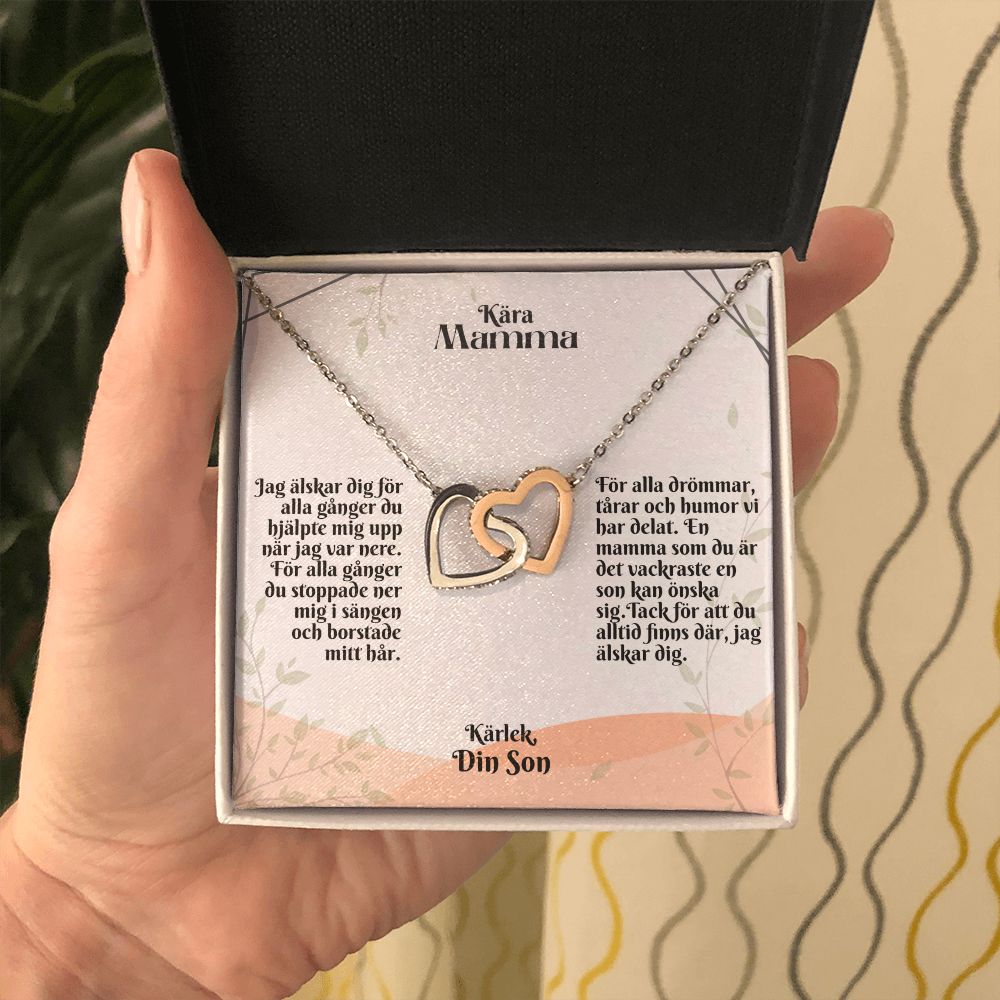 Kära
Mamma
Jag älskar dig för
alla gånger du
hjälpte mig upp
när jag var nere.
För alla gånger
du stoppade ner
mig i sängen
och borstade
mitt hår.
För alla drömmar,
tårar och humor vi
har delat. En
mamma som du är
det vackraste en
son kan önska
sig.Tack för att du
alltid finns där, jag
älskar dig.
Kärlek,
Din Son